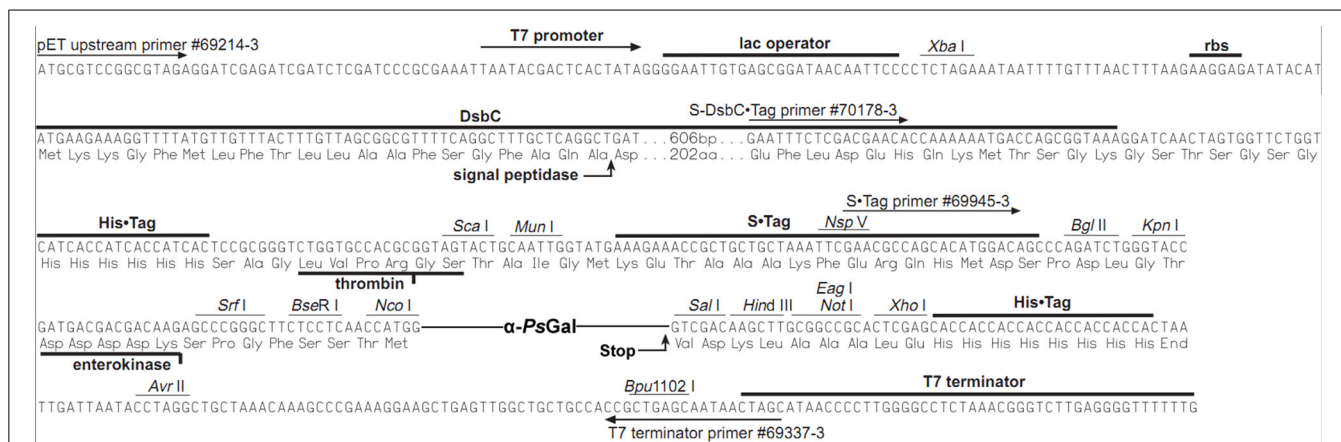 pET upstream primer #69214-3 T7 promoter lac operator Xba I rbs
ATGCGTCCGGCGTAGAGGATCGAGATCGATCTCGATCCCGCGAAATTAATACGACTCACTATAGGGGAATTGTGAGCGGATAACAATTCCCCTCTAGAAATAATTTTGTTTAACTTTAAGAAGGAGATATACAT
DsbC S-DsbC•Tag primer #70178-3
ATGAAGAAAGGTTTTATGTTGTTTACTTTGTTAGCGGCGTTTTCAGGCTTTGCTCAGGCTGAT ...606bp... GAATTTCTCGACGAACACCAAAAAATGACCAGCGGTAAAGGATCAACTAGTGGTTCTGGT
Met Lys Lys Gly Phe Met Leu Phe Thr Leu Leu Ala Ala Phe Ser Gly Phe Ala Gln Ala Asp ...202aa... Glu Phe Leu Asp Glu His Gln Lys Met Thr Ser Gly Lys Gly Ser Thr Ser Gly Ser Gly
signal peptidase
His•Tag Sca I Mun I S•Tag Nsp V S•Tag primer #69945-3 Bgl II Kpn I
CATCACCATCACCATCACTCCGCGGGTCTGGTGCCACGCGGTAGTACTGCAATTGGTATGAAAGAAACCGCTGCTGCTAAATTCGAACGCCAGCACATGGACAGCCCAGATCTGGGTACC
His His His His His His Ser Ala Gly Leu Val Pro Arg Gly Ser Thr Ala Ile Gly Met Lys Glu Thr Ala Ala Ala Lys Phe Glu Arg Gln His Met Asp Ser Pro Asp Leu Gly Thr
thrombin
Srf I BseR I Nco I Sal I Hind III Eag I Not I Xho I His•Tag
GATGACGACGACAAGAGCCCGGGCTTCTCCTCAACCATGG α-PsGal GTCGACAAGCTTGCGGCCGCACTCGAGCACCACCACCACCACCACCACCACTAA
Asp Asp Asp Asp Lys Ser Pro Gly Phe Ser Ser Thr Met Stop Val Asp Lys Leu Ala Ala Ala Leu Glu His His His His His His His His End
enterokinase
Avr II Bpu1102 I T7 terminator
TTGATTAATACCTAGGCTGCTAAACAAAGCCCGAAAGGAAGCTGAGTTGGCTGCTGCCACCGCTGAGCAATAACTAGCATAACCCCTTGGGGCCTCTAAACGGGTCTTGAGGGGTTTTTTG
T7 terminator primer #69337-3